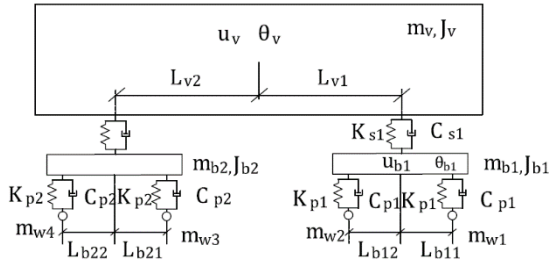 u_v θ_v m_v, J_v
L_v2 L_v1
K_s1 C_s1
m_b2, J_b2 u_b1 θ_b1 m_b1, J_b1
K_p2 C_p2 K_p2 C_p2 K_p1 C_p1 K_p1 C_p1
m_w4 m_w3 m_w2 m_w1
L_b22 L_b21 L_b12 L_b11